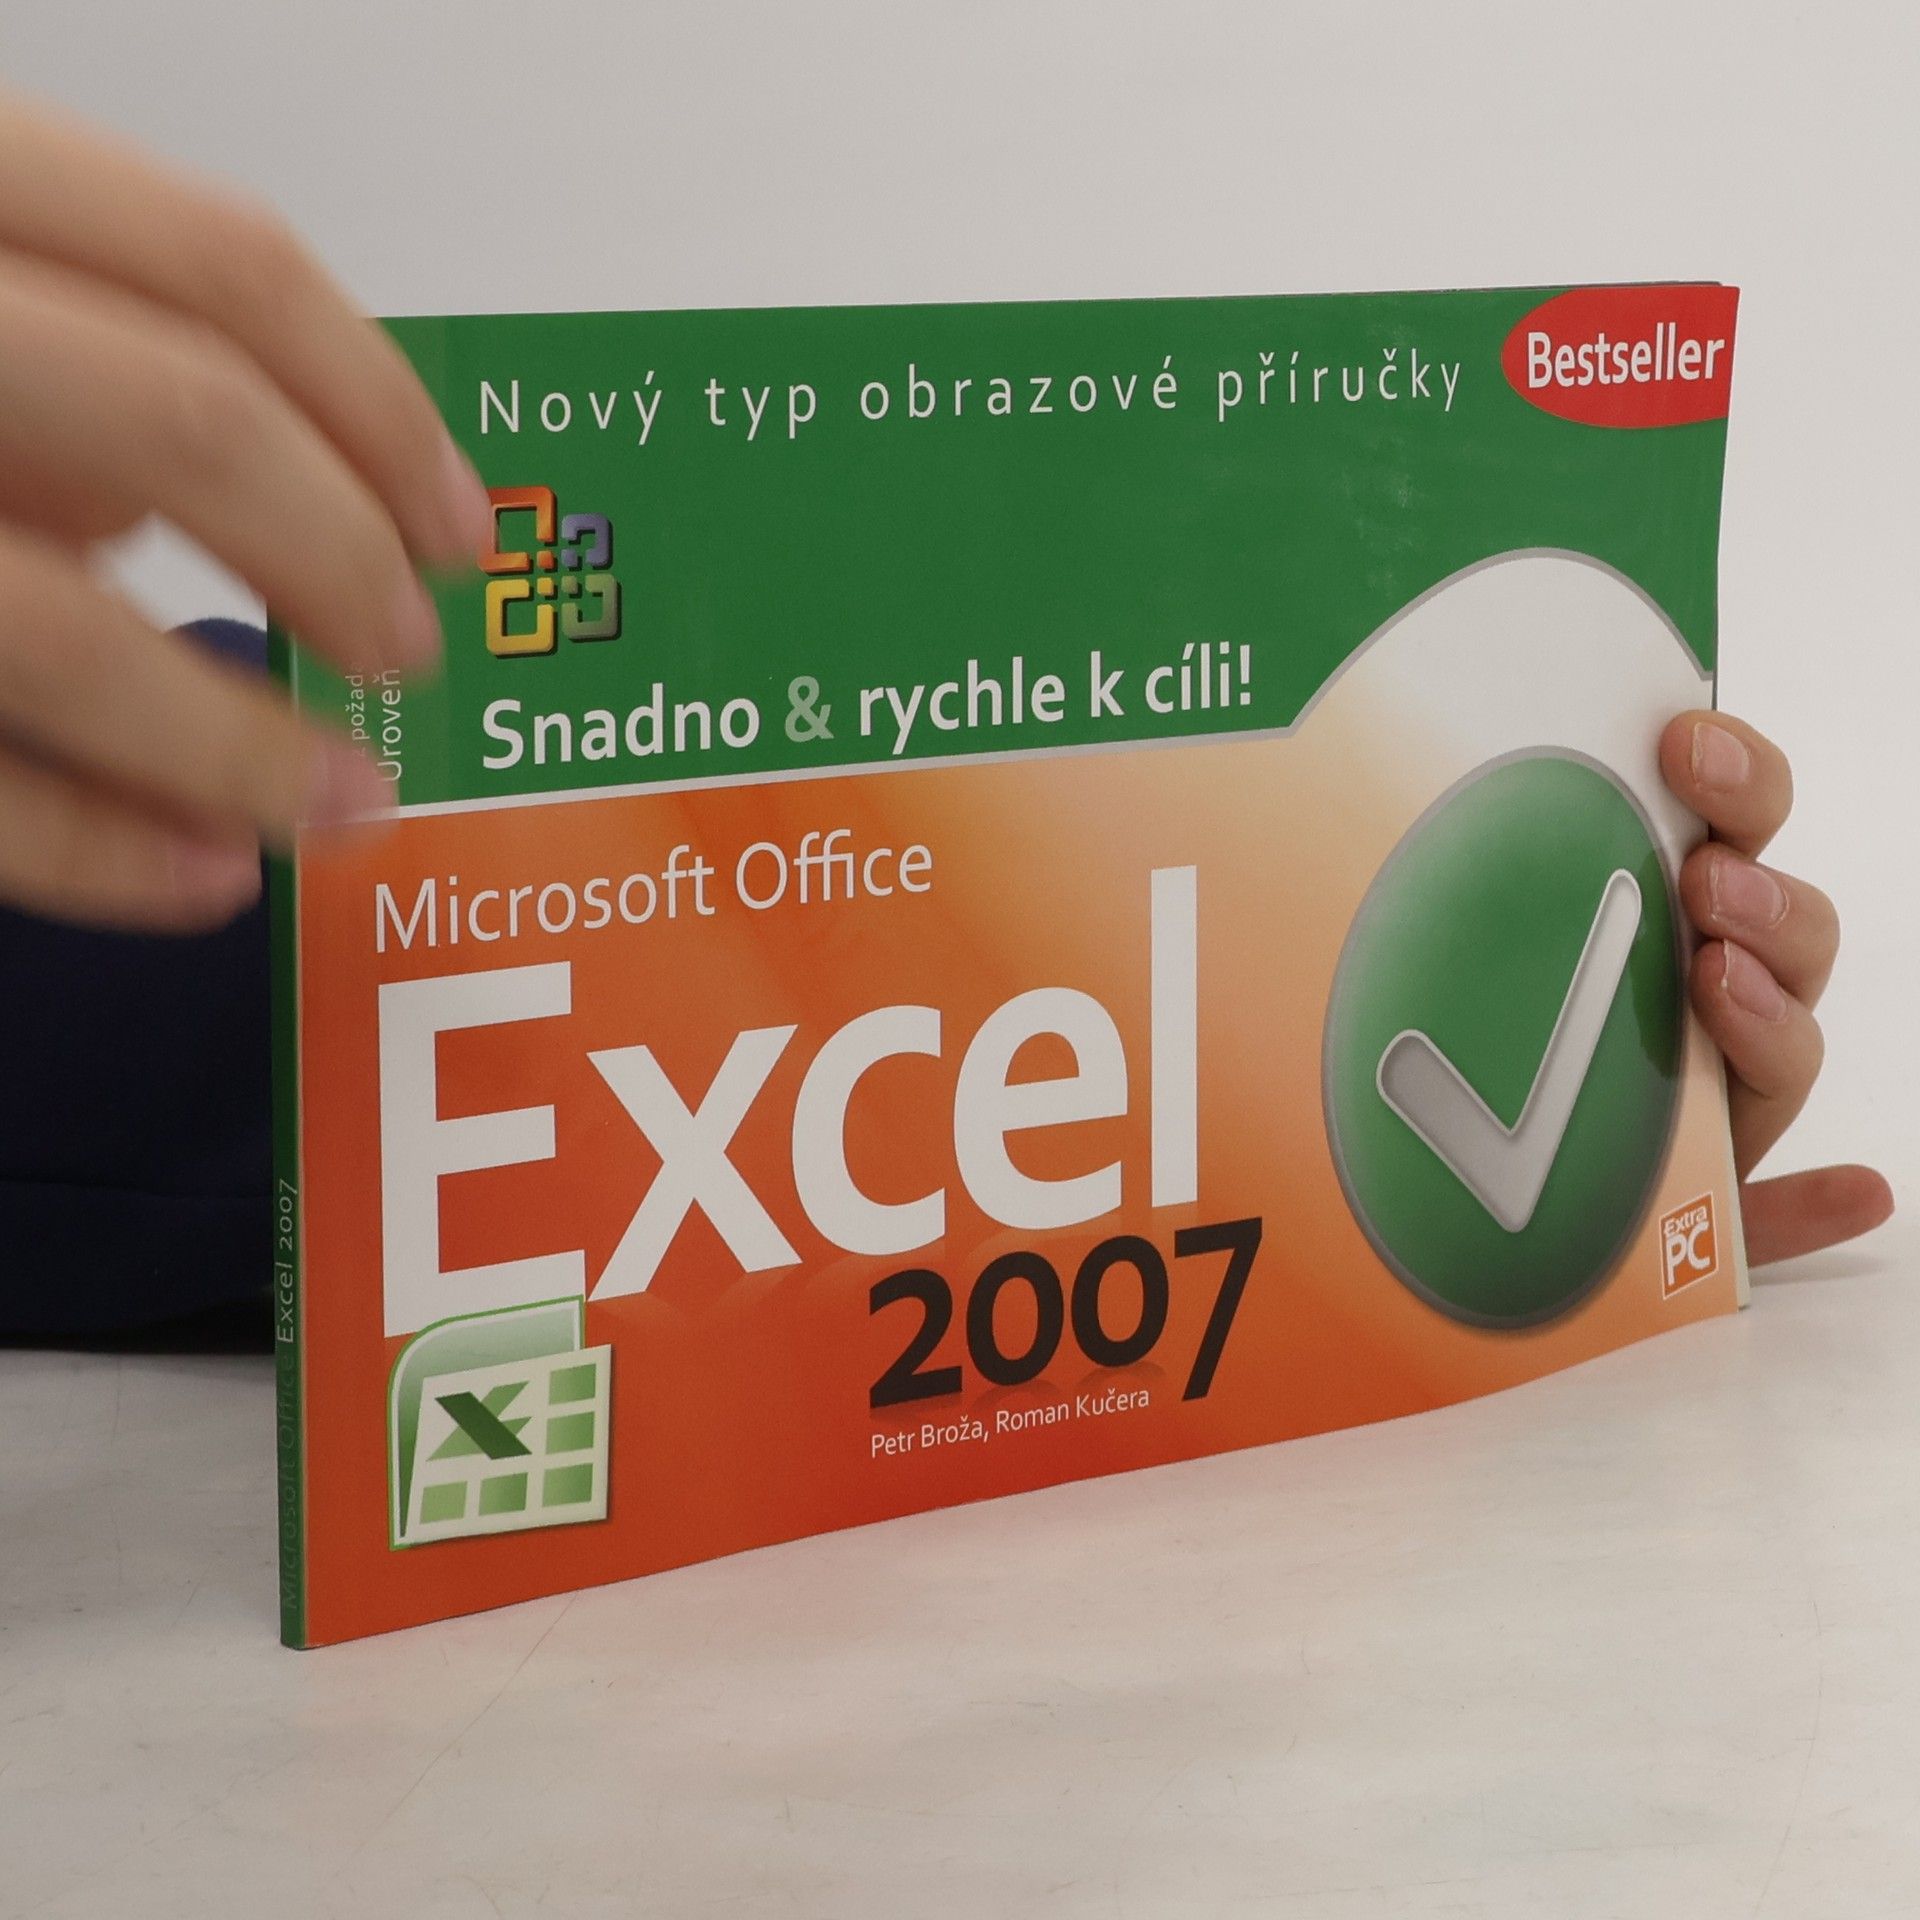 Nový typ obrazové příručky
Bestseller
Úroveň
Snadno & rychle k cíli!
Microsoft Office
Excel
2007
Petr Broža, Roman Kučera
Extra
PC
Microsoft Office Excel 2007